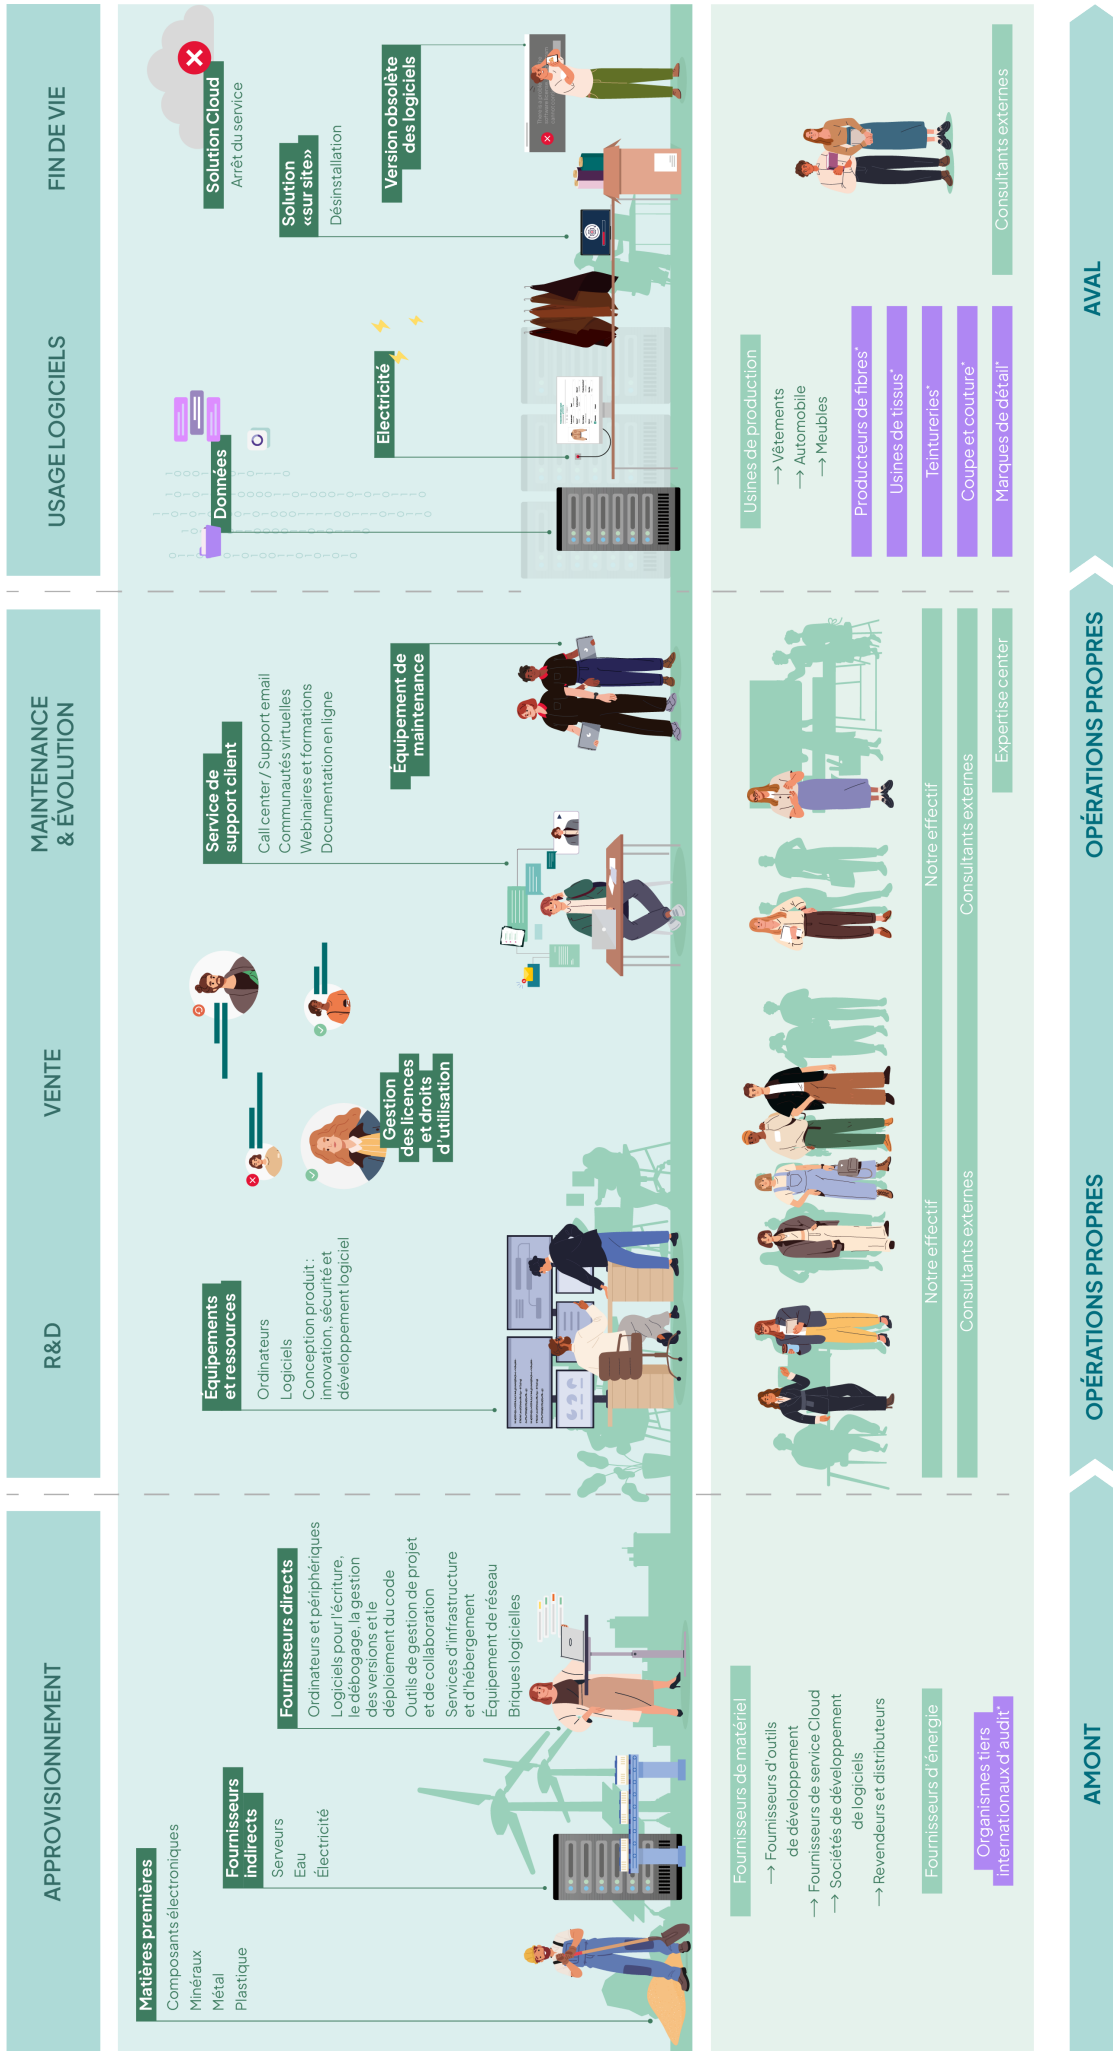 APPROVISIONNEMENT
R&D
VENTE
MAINTENANCE
& ÉVOLUTION
USAGE LOGICIELS
FIN DE VIE
Matières premières
Composants électroniques
Minéraux
Métal
Plastique
Fournisseurs
indirects
Serveurs
Eau
Électricité
Fournisseurs directs
Ordinateurs et périphériques
Logiciels pour l'écriture,
le débogage, la gestion
des versions et le
déploiement du code
Outils de gestion de projet
et de collaboration
Services d'infrastructure
et d'hébergement
Équipement de réseau
Briques logicielles
Équipements
et ressources
Ordinateurs
Logiciels
Conception produit :
innovation, sécurité et
développement logiciel
Gestion
des licences
et droits
d'utilisation
Service de
support client
Call center / Support email
Communautés virtuelles
Webinaires et formations
Documentation en ligne
Équipement de
maintenance
Données
Electricité
Solution Cloud
Arrêt du service
Solution
«sur site»
Désinstallation
Version obsolète
des logiciels
Fournisseurs de matériel
→ Fournisseurs d'outils
de développement
→ Fournisseurs de service Cloud
→ Sociétés de développement
de logiciels
→ Revendeurs et distributeurs
Fournisseurs d'énergie
Organismes tiers
internationaux d'audit*
Notre effectif
Consultants externes
Notre effectif
Consultants externes
Expertise center
Usines de production
→ Vêtements
→ Automobile
→ Meubles
Producteurs de fibres*
Usines de tissus*
Teintureries*
Coupe et couture*
Marques de détail*
Consultants externes
AMONT
OPÉRATIONS PROPRES
OPÉRATIONS PROPRES
AVAL